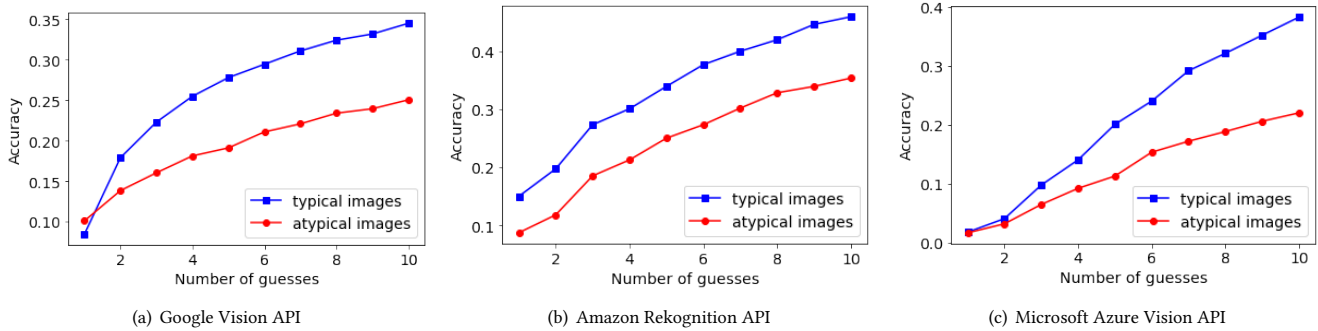 0.35
0.30
0.25
0.20
0.15
0.10
Accuracy
2 4 6 8 10
Number of guesses
typical images
atypical images
(a) Google Vision API
0.4
0.3
0.2
0.1
Accuracy
2 4 6 8 10
Number of guesses
typical images
atypical images
(b) Amazon Rekognition API
0.4
0.3
0.2
0.1
0.0
Accuracy
2 4 6 8 10
Number of guesses
typical images
atypical images
(c) Microsoft Azure Vision API